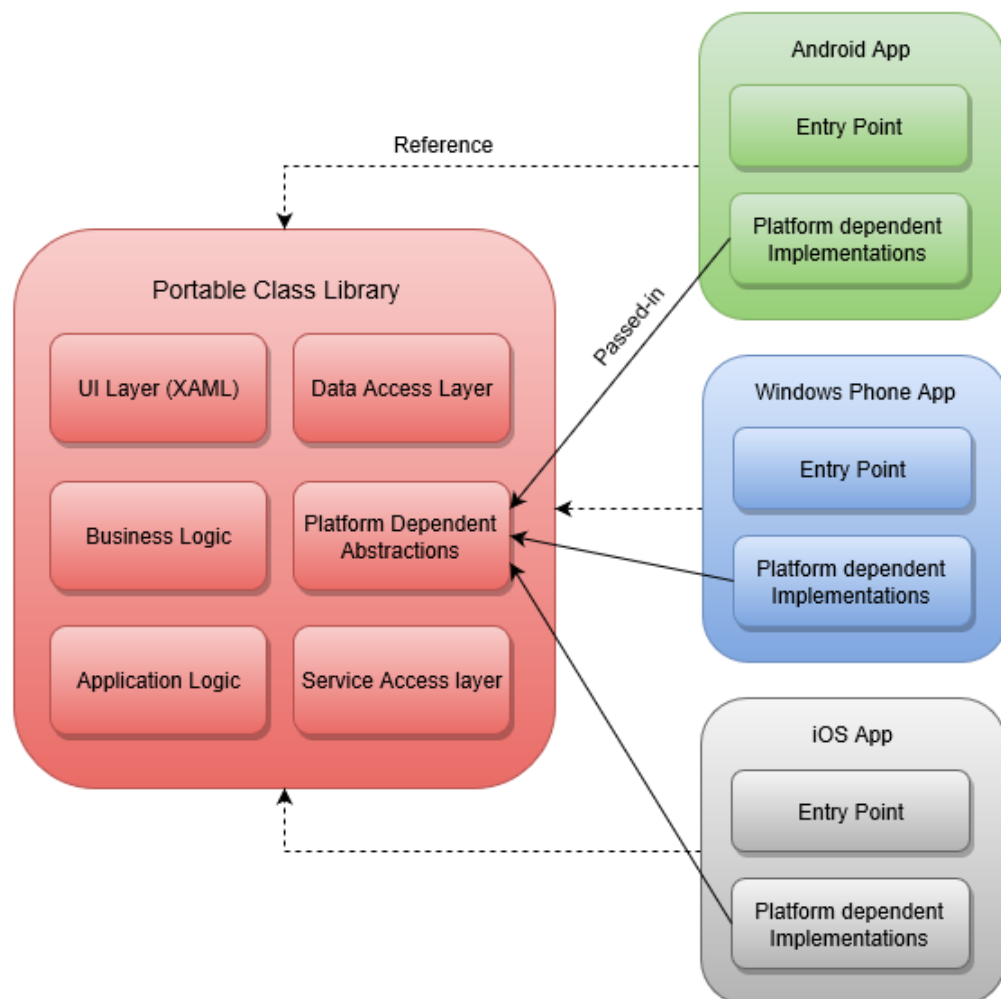 Android App
Entry Point
Platform dependent
Implementations
Reference
Passed-in
Portable Class Library
UI Layer (XAML)
Data Access Layer
Business Logic
Platform Dependent
Abstractions
Application Logic
Service Access layer
Windows Phone App
Entry Point
Platform dependent
Implementations
iOS App
Entry Point
Platform dependent
Implementations